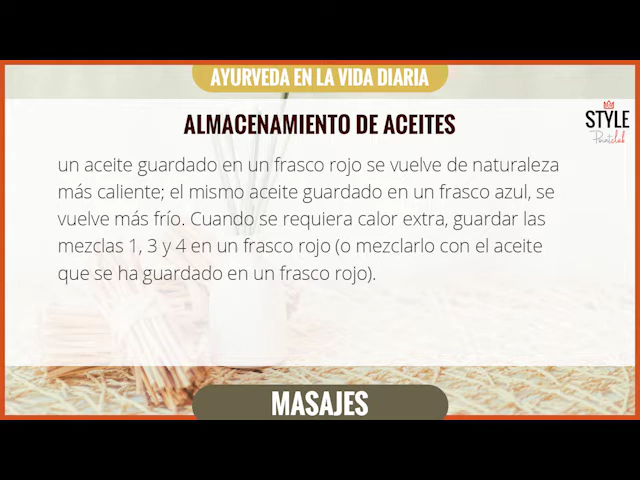 AYURVEDA EN LA VIDA DIARIA
ALMACENAMIENTO DE ACEITES
STYLE
Pointclub
un aceite guardado en un frasco rojo se vuelve de naturaleza
más caliente; el mismo aceite guardado en un frasco azul, se
vuelve más frío. Cuando se requiera calor extra, guardar las
mezclas 1, 3 y 4 en un frasco rojo (o mezclarlo con el aceite
que se ha guardado en un frasco rojo).
MASAJES